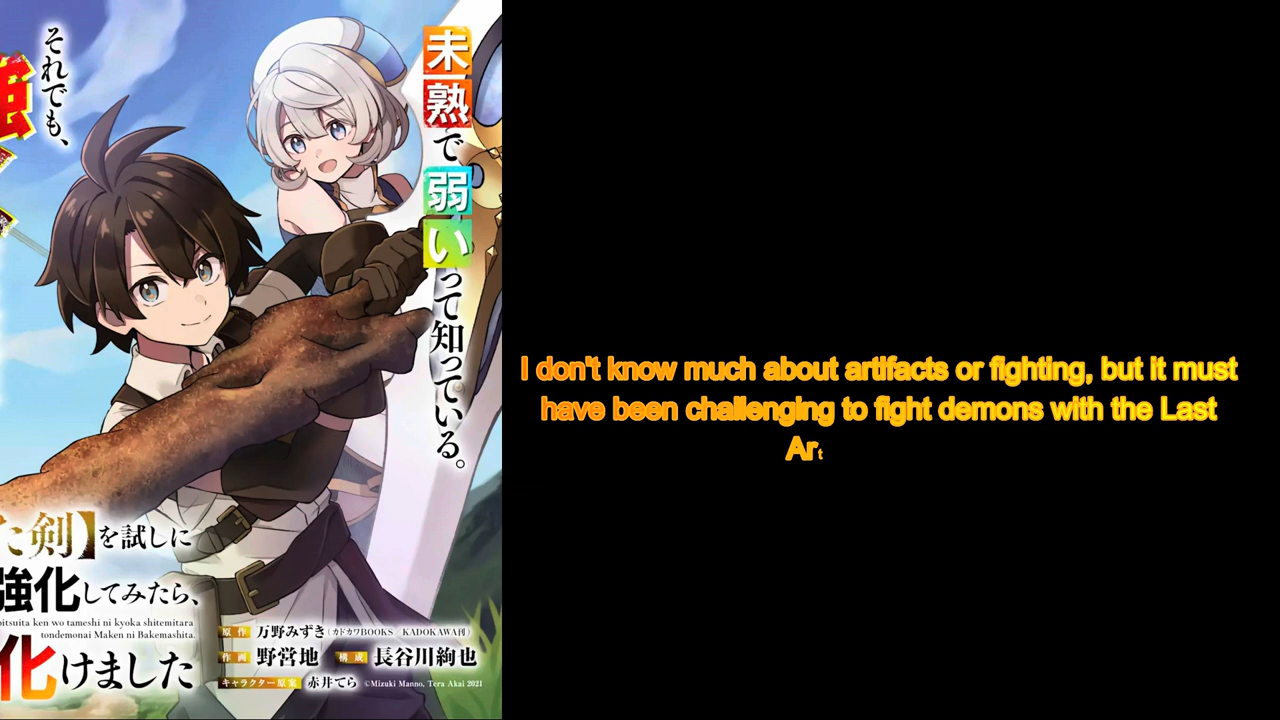 未熟で弱いって知っている。
それでも、
強
た剣】を試しに
強化してみたら、
bitsuita ken wo tameshi ni kyoka shitemitara
tondemonai Maken ni Bakemashita.
化けました
原作 万野みずき(カドカワBOOKS KADOKAWA刊)
作画 野営地 構成 長谷川絢也
キャラクター原案 赤井てら ©Mizuki Manno, Tera Akai 2021
I don't know much about artifacts or fighting, but it must
have been challenging to fight demons with the Last
Art